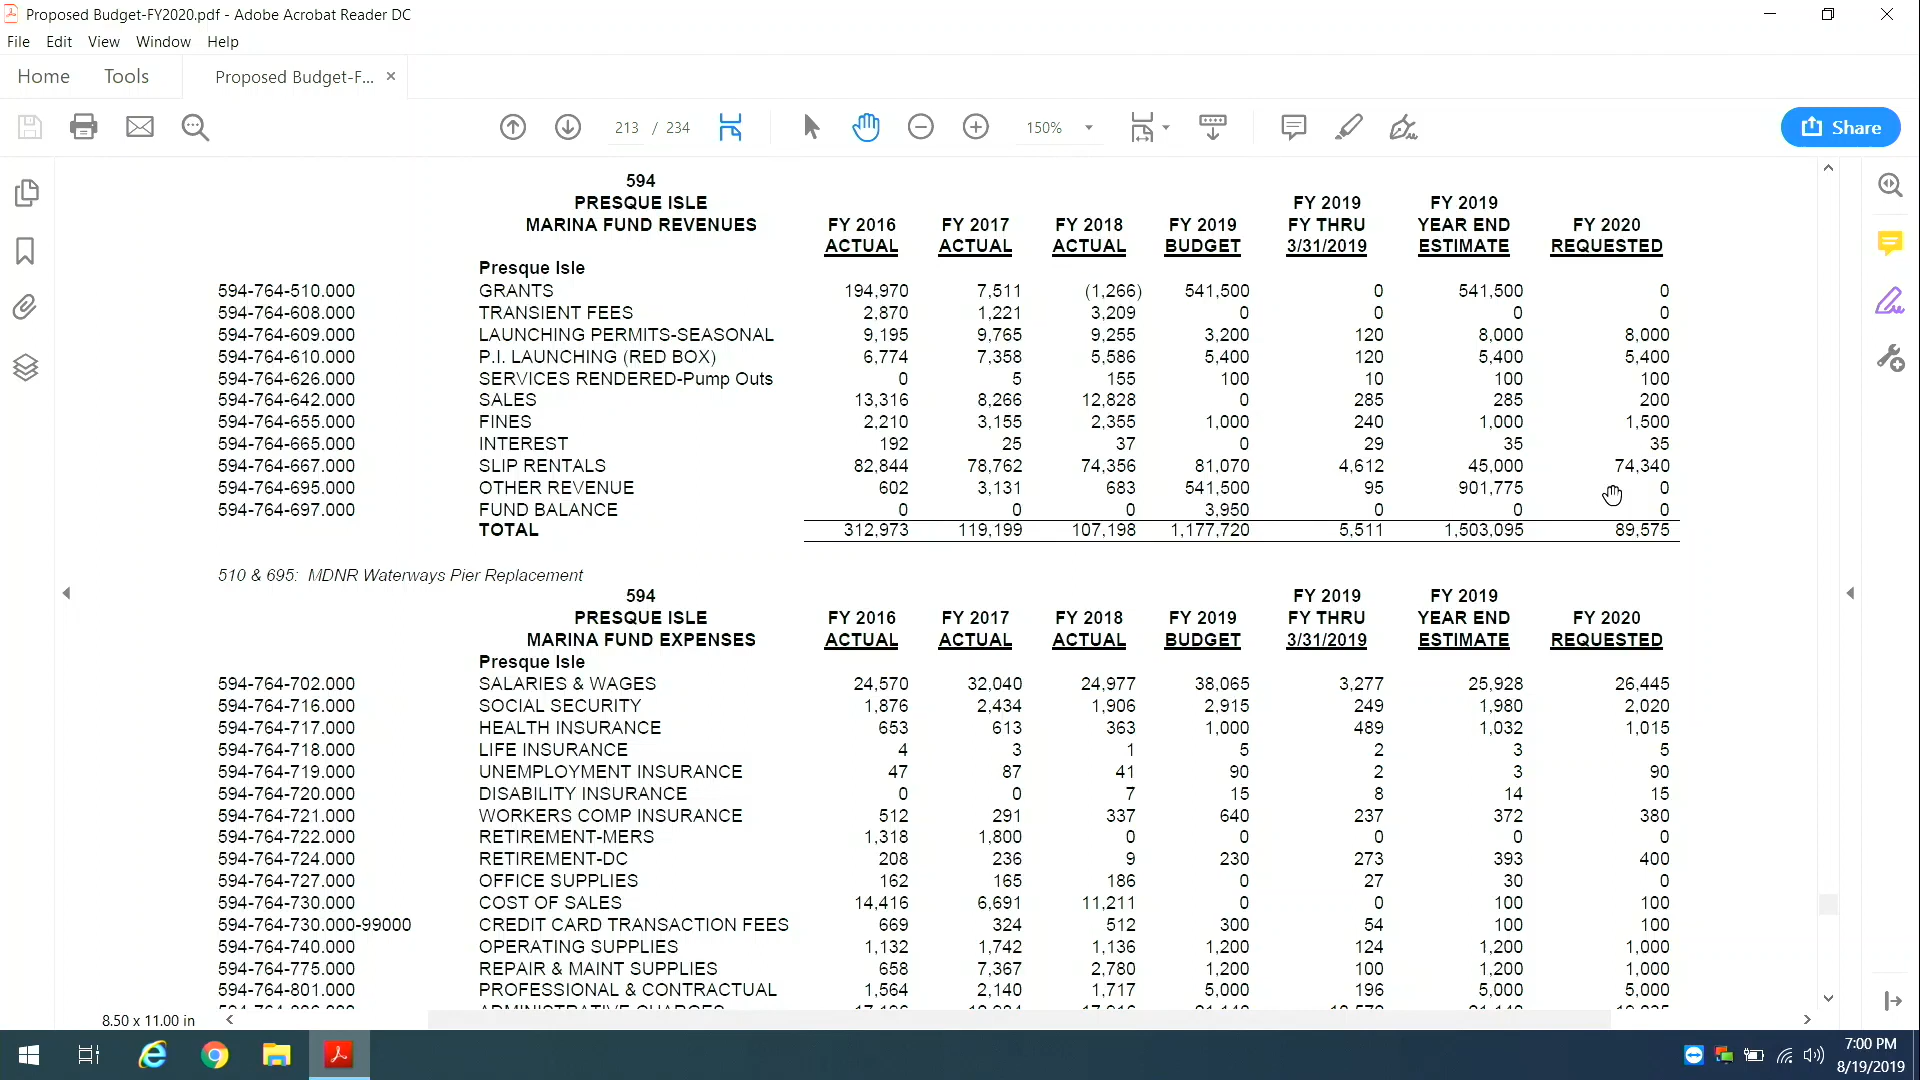 Proposed Budget-FY2020.pdf - Adobe Acrobat Reader DC
File Edit View Window Help
Home Tools Proposed Budget-F... ×
213 / 234 150% Share
594
PRESQUE ISLE FY 2019 FY 2019
MARINA FUND REVENUES FY 2016 FY 2017 FY 2018 FY 2019 FY THRU YEAR END FY 2020
ACTUAL ACTUAL ACTUAL BUDGET 3/31/2019 ESTIMATE REQUESTED
Presque Isle
594-764-510.000 GRANTS 194,970 7,511 (1,266) 541,500 0 541,500 0
594-764-608.000 TRANSIENT FEES 2,870 1,221 3,209 0 0 0 0
594-764-609.000 LAUNCHING PERMITS-SEASONAL 9,195 9,765 9,255 3,200 120 8,000 8,000
594-764-610.000 P.I. LAUNCHING (RED BOX) 6,774 7,358 5,586 5,400 120 5,400 5,400
594-764-626.000 SERVICES RENDERED-Pump Outs 0 5 155 100 10 100 100
594-764-642.000 SALES 13,316 8,266 12,828 0 285 285 200
594-764-655.000 FINES 2,210 3,155 2,355 1,000 240 1,000 1,500
594-764-665.000 INTEREST 192 25 37 0 29 35 35
594-764-667.000 SLIP RENTALS 82,844 78,762 74,356 81,070 4,612 45,000 74,340
594-764-695.000 OTHER REVENUE 602 3,131 683 541,500 95 901,775 0
594-764-697.000 FUND BALANCE 0 0 0 3,950 0 0 0
TOTAL 312,973 119,199 107,198 1,177,720 5,511 1,503,095 89,575
510 & 695: MDNR Waterways Pier Replacement
594 FY 2019 FY 2019
PRESQUE ISLE FY 2016 FY 2017 FY 2018 FY 2019 FY THRU YEAR END FY 2020
MARINA FUND EXPENSES ACTUAL ACTUAL ACTUAL BUDGET 3/31/2019 ESTIMATE REQUESTED
Presque Isle
594-764-702.000 SALARIES & WAGES 24,570 32,040 24,977 38,065 3,277 25,928 26,445
594-764-716.000 SOCIAL SECURITY 1,876 2,434 1,906 2,915 249 1,980 2,020
594-764-717.000 HEALTH INSURANCE 653 613 363 1,000 489 1,032 1,015
594-764-718.000 LIFE INSURANCE 4 3 1 5 2 3 5
594-764-719.000 UNEMPLOYMENT INSURANCE 47 87 41 90 2 3 90
594-764-720.000 DISABILITY INSURANCE 0 0 7 15 8 14 15
594-764-721.000 WORKERS COMP INSURANCE 512 291 337 640 237 372 380
594-764-722.000 RETIREMENT-MERS 1,318 1,800 0 0 0 0 0
594-764-724.000 RETIREMENT-DC 208 236 9 230 273 393 400
594-764-727.000 OFFICE SUPPLIES 162 165 186 0 27 30 0
594-764-730.000 COST OF SALES 14,416 6,691 11,211 0 0 100 100
594-764-730.000-99000 CREDIT CARD TRANSACTION FEES 669 324 512 300 54 100 100
594-764-740.000 OPERATING SUPPLIES 1,132 1,742 1,136 1,200 124 1,200 1,000
594-764-775.000 REPAIR & MAINT SUPPLIES 658 7,367 2,780 1,200 100 1,200 1,000
594-764-801.000 PROFESSIONAL & CONTRACTUAL 1,564 2,140 1,717 5,000 196 5,000 5,000
8.50 x 11.00 in
7:00 PM
8/19/2019